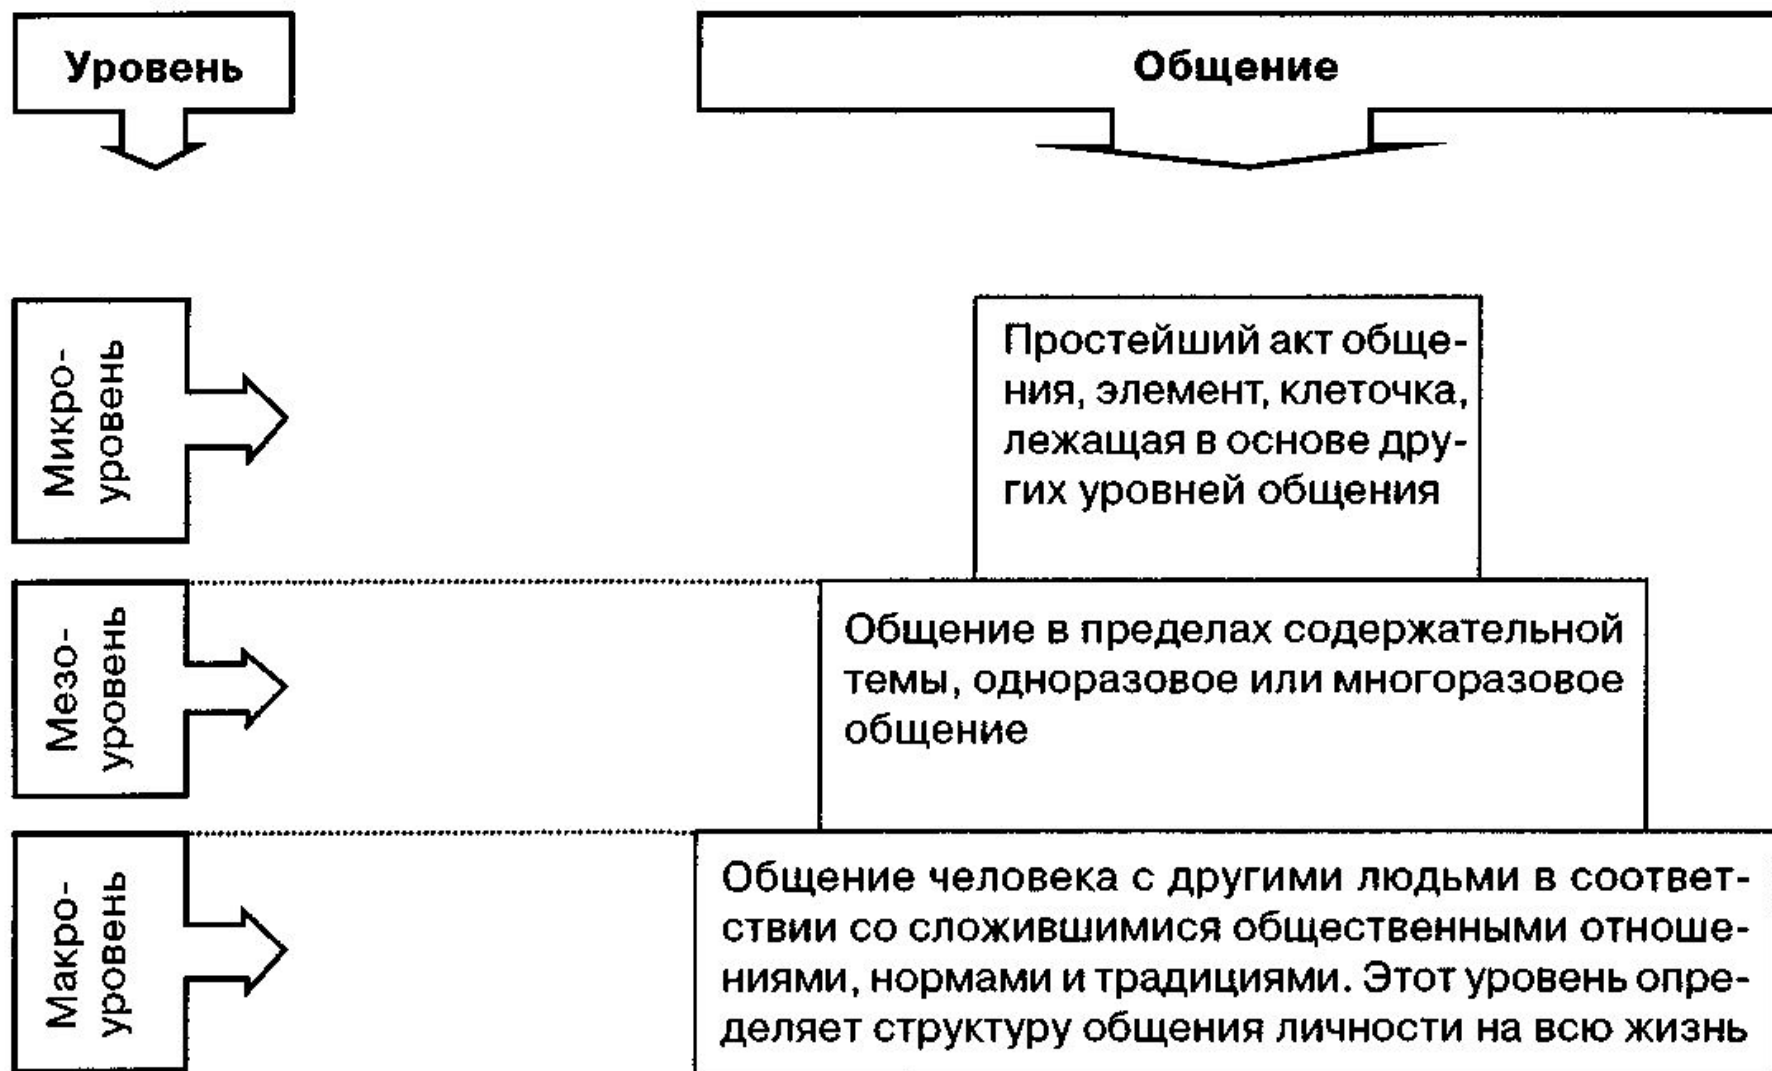 Уровень
Общение
Микро-
уровень
Простейший акт обще-
ния, элемент, клеточка,
лежащая в основе дру-
гих уровней общения
Мезо-
уровень
Общение в пределах содержательной
темы, одноразовое или многоразовое
общение
Макро-
уровень
Общение человека с другими людьми в соответ-
ствии со сложившимися общественными отноше-
ниями, нормами и традициями. Этот уровень опре-
деляет структуру общения личности на всю жизнь